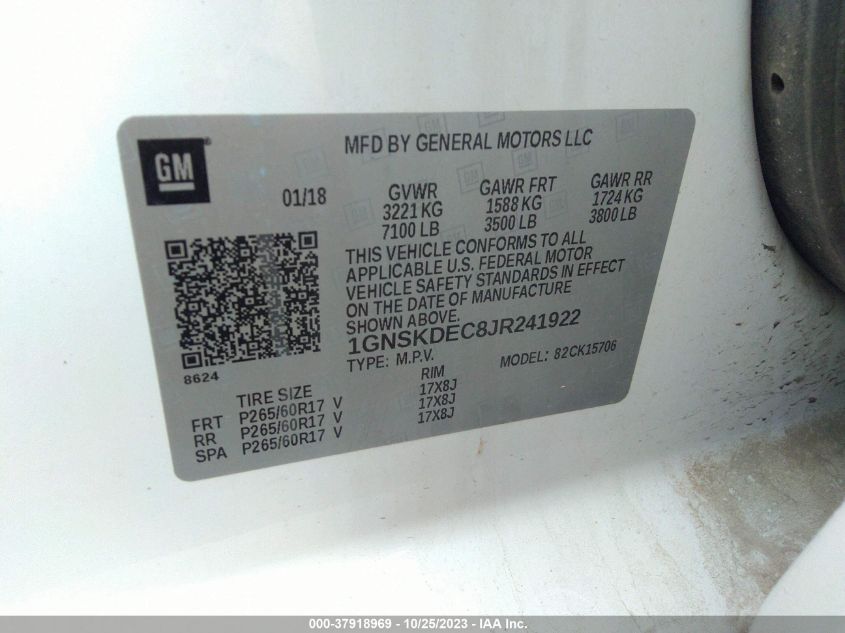 GM
MFD BY GENERAL MOTORS LLC
01/18
GVWR
3221 KG
7100 LB
GAWR FRT
1588 KG
3500 LB
GAWR RR
1724 KG
3800 LB
THIS VEHICLE CONFORMS TO ALL
APPLICABLE U.S. FEDERAL MOTOR
VEHICLE SAFETY STANDARDS IN EFFECT
ON THE DATE OF MANUFACTURE
SHOWN ABOVE.
1GNSKDEC8JR241922
TYPE: M.P.V. MODEL: 82CK15706
8624
TIRE SIZE RIM
FRT P265/60R17 V 17X8J
RR P265/60R17 V 17X8J
SPA P265/60R17 V 17X8J
000-37918969 - 10/25/2023 - IAA Inc.